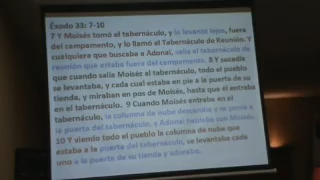 Éxodo 33: 7-10
7 Y Moisés tomó el tabernáculo, y lo levantó lejos, fuera
del campamento, y lo llamó el Tabernáculo de Reunión. Y
cualquiera que buscaba a Adonai, salía al tabernáculo de
reunión que estaba fuera del campamento. 8 Y sucedía
que cuando salía Moisés al tabernáculo, todo el pueblo
se levantaba, y cada cual estaba en pie a la puerta de su
tienda, y miraban en pos de Moisés, hasta que él entraba
en el tabernáculo. 9 Cuando Moisés entraba en el
tabernáculo, la columna de nube descendía y se ponía a
la puerta del tabernáculo, y Adonai hablaba con Moisés.
10 Y viendo todo el pueblo la columna de nube que
estaba a la puerta del tabernáculo, se levantaba cada
uno a la puerta de su tienda y adoraba.